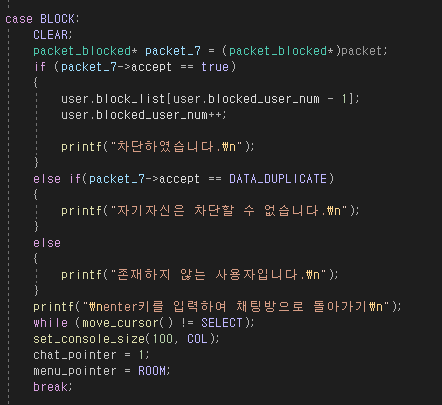 case BLOCK:
    CLEAR;
    packet_blocked* packet_7 = (packet_blocked*)packet;
    if (packet_7->accept == true)
    {
        user.block_list[user.blocked_user_num - 1];
        user.blocked_user_num++;

        printf("차단하였습니다.₩n");
    }
    else if(packet_7->accept == DATA_DUPLICATE)
    {
        printf("자기자신은 차단할 수 없습니다.₩n");
    }
    else
    {
        printf("존재하지 않는 사용자입니다.₩n");
    }
    printf("₩nenter키를 입력하여 채팅방으로 돌아가기₩n");
    while (move_cursor() != SELECT);
    set_console_size(100, COL);
    chat_pointer = 1;
    menu_pointer = ROOM;
    break;